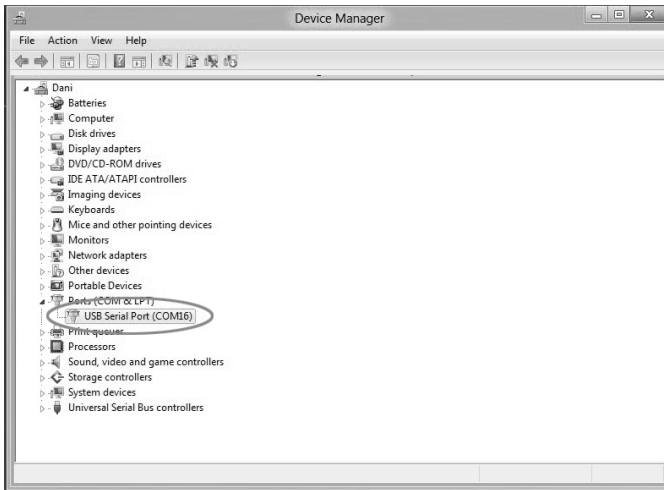 Device Manager
File Action View Help
Dani
Batteries
Computer
Disk drives
Display adapters
DVD/CD-ROM drives
IDE ATA/ATAPI controllers
Imaging devices
Keyboards
Mice and other pointing devices
Monitors
Network adapters
Other devices
Portable Devices
Ports (COM & LPT)
USB Serial Port (COM16)
Print queues
Processors
Sound, video and game controllers
Storage controllers
System devices
Universal Serial Bus controllers